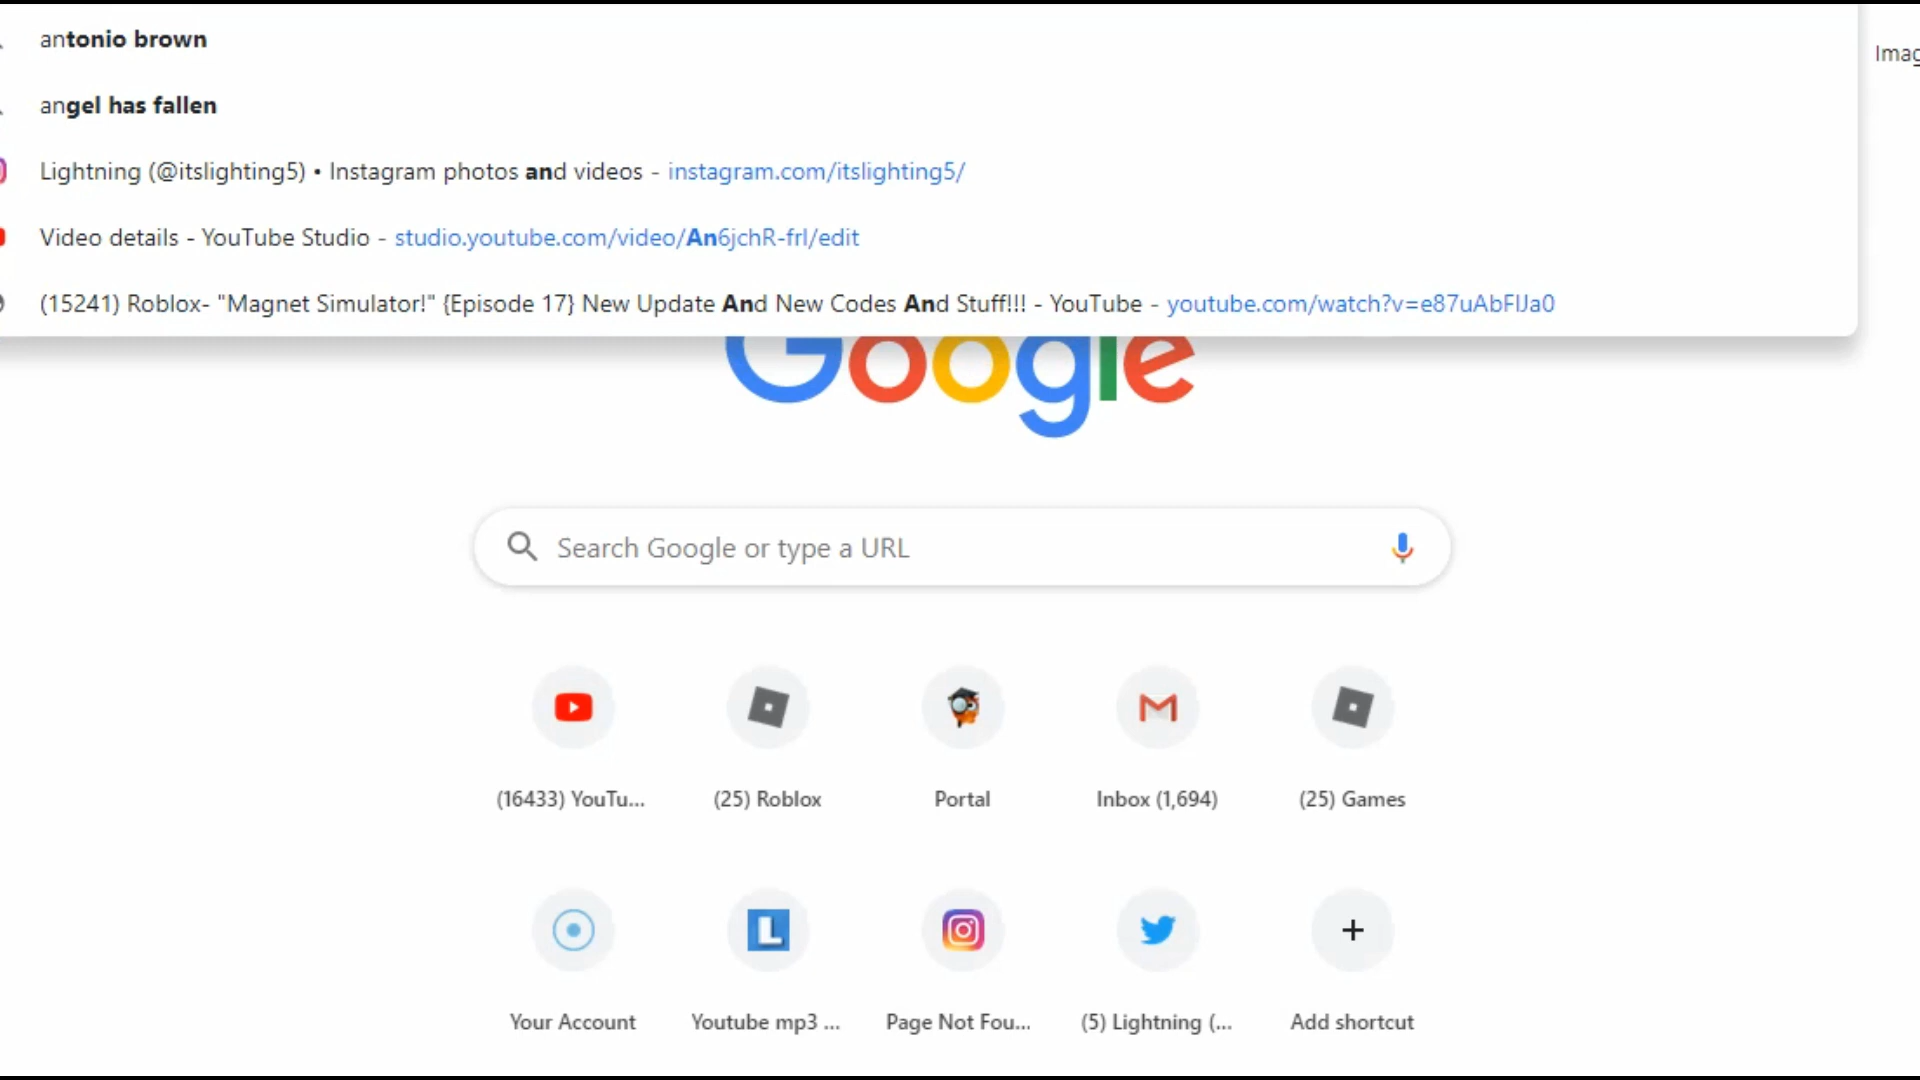 antonio brown
Imag
angel has fallen
Lightning (@itslighting5) • Instagram photos and videos - instagram.com/itslighting5/
Video details - YouTube Studio - studio.youtube.com/video/An6jchR-frI/edit
(15241) Roblox- "Magnet Simulator!" {Episode 17} New Update And New Codes And Stuff!!! - YouTube - youtube.com/watch?v=e87uAbFlJa0
Google
Search Google or type a URL
(16433) YouTu...
(25) Roblox
Portal
Inbox (1,694)
(25) Games
Your Account
Youtube mp3 ...
Page Not Fou...
(5) Lightning (...
Add shortcut